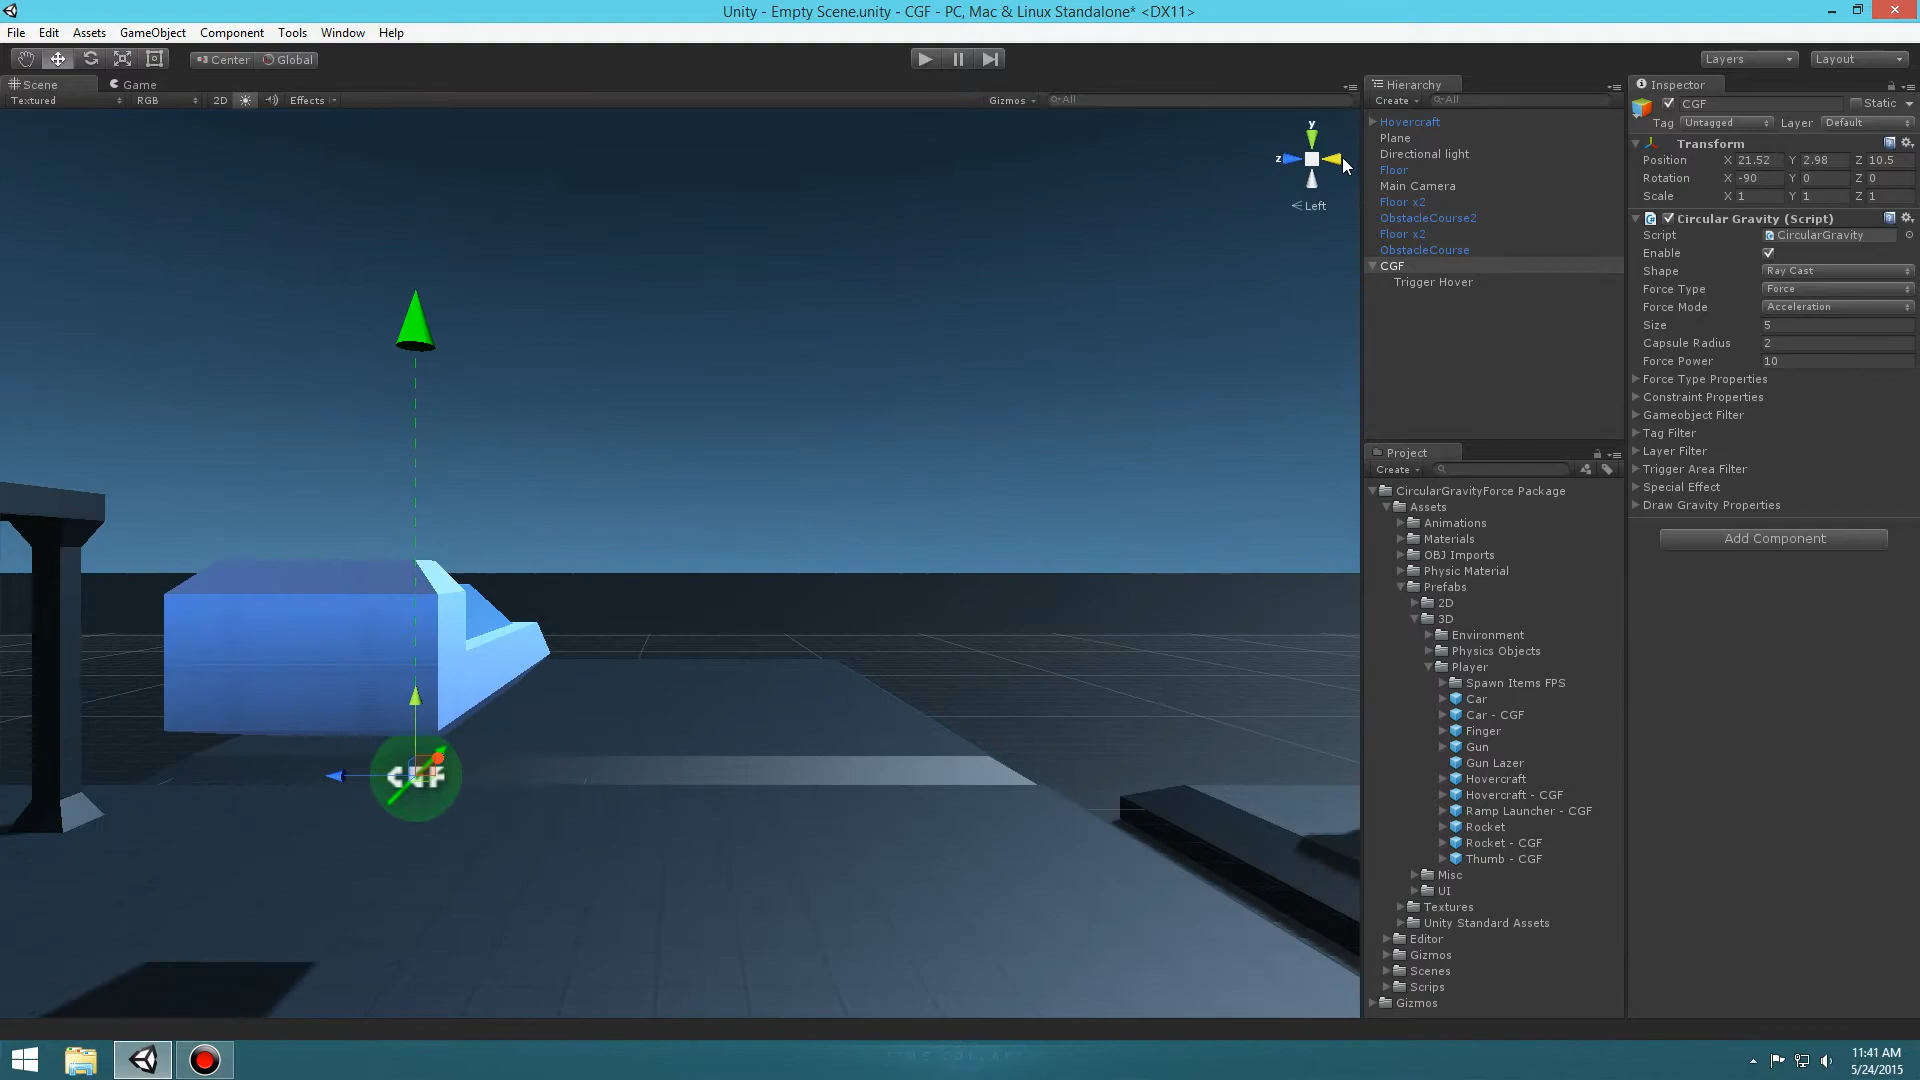 Unity - Empty Scene.unity - CGF - PC, Mac & Linux Standalone* <DX11>
File Edit Assets GameObject Component Tools Window Help
Center Global
Layers Layout
Scene Game
Textured RGB 2D Effects Gizmos All
y
z
Left
CGF
Hierarchy
Create All
Hovercraft
Plane
Directional light
Floor
Main Camera
Floor x2
ObstacleCourse2
Floor x2
ObstacleCourse
CGF
Trigger Hover
Project
Create
CircularGravityForce Package
Assets
Animations
Materials
OBJ Imports
Physic Material
Prefabs
2D
3D
Environment
Physics Objects
Player
Spawn Items FPS
Car
Car - CGF
Finger
Gun
Gun Lazer
Hovercraft
Hovercraft - CGF
Ramp Launcher - CGF
Rocket
Rocket - CGF
Thumb - CGF
Misc
UI
Textures
Unity Standard Assets
Editor
Gizmos
Scenes
Scrips
Gizmos
Inspector
CGF Static
Tag Untagged Layer Default
Transform
Position X 21.52 Y 2.98 Z 10.5
Rotation X -90 Y 0 Z 0
Scale X 1 Y 1 Z 1
Circular Gravity (Script)
Script CircularGravity
Enable
Shape Ray Cast
Force Type Force
Force Mode Acceleration
Size 5
Capsule Radius 2
Force Power 10
Force Type Properties
Constraint Properties
Gameobject Filter
Tag Filter
Layer Filter
Trigger Area Filter
Special Effect
Draw Gravity Properties
Add Component
11:41 AM
5/24/2015